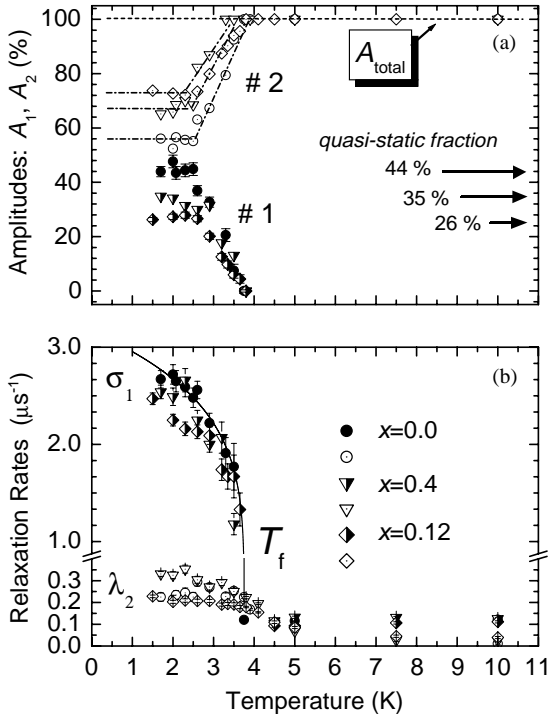 Amplitudes: A1, A2 (%)
100
80
60
40
20
0
(a)
Atotal
# 2
# 1
quasi-static fraction
44 %
35 %
26 %
Relaxation Rates (μs⁻¹)
3.0
2.0
1.0
0.3
0.2
0.1
0.0
(b)
σ1
λ2
Tf
x=0.0
x=0.4
x=0.12
0 1 2 3 4 5 6 7 8 9 10 11
Temperature (K)